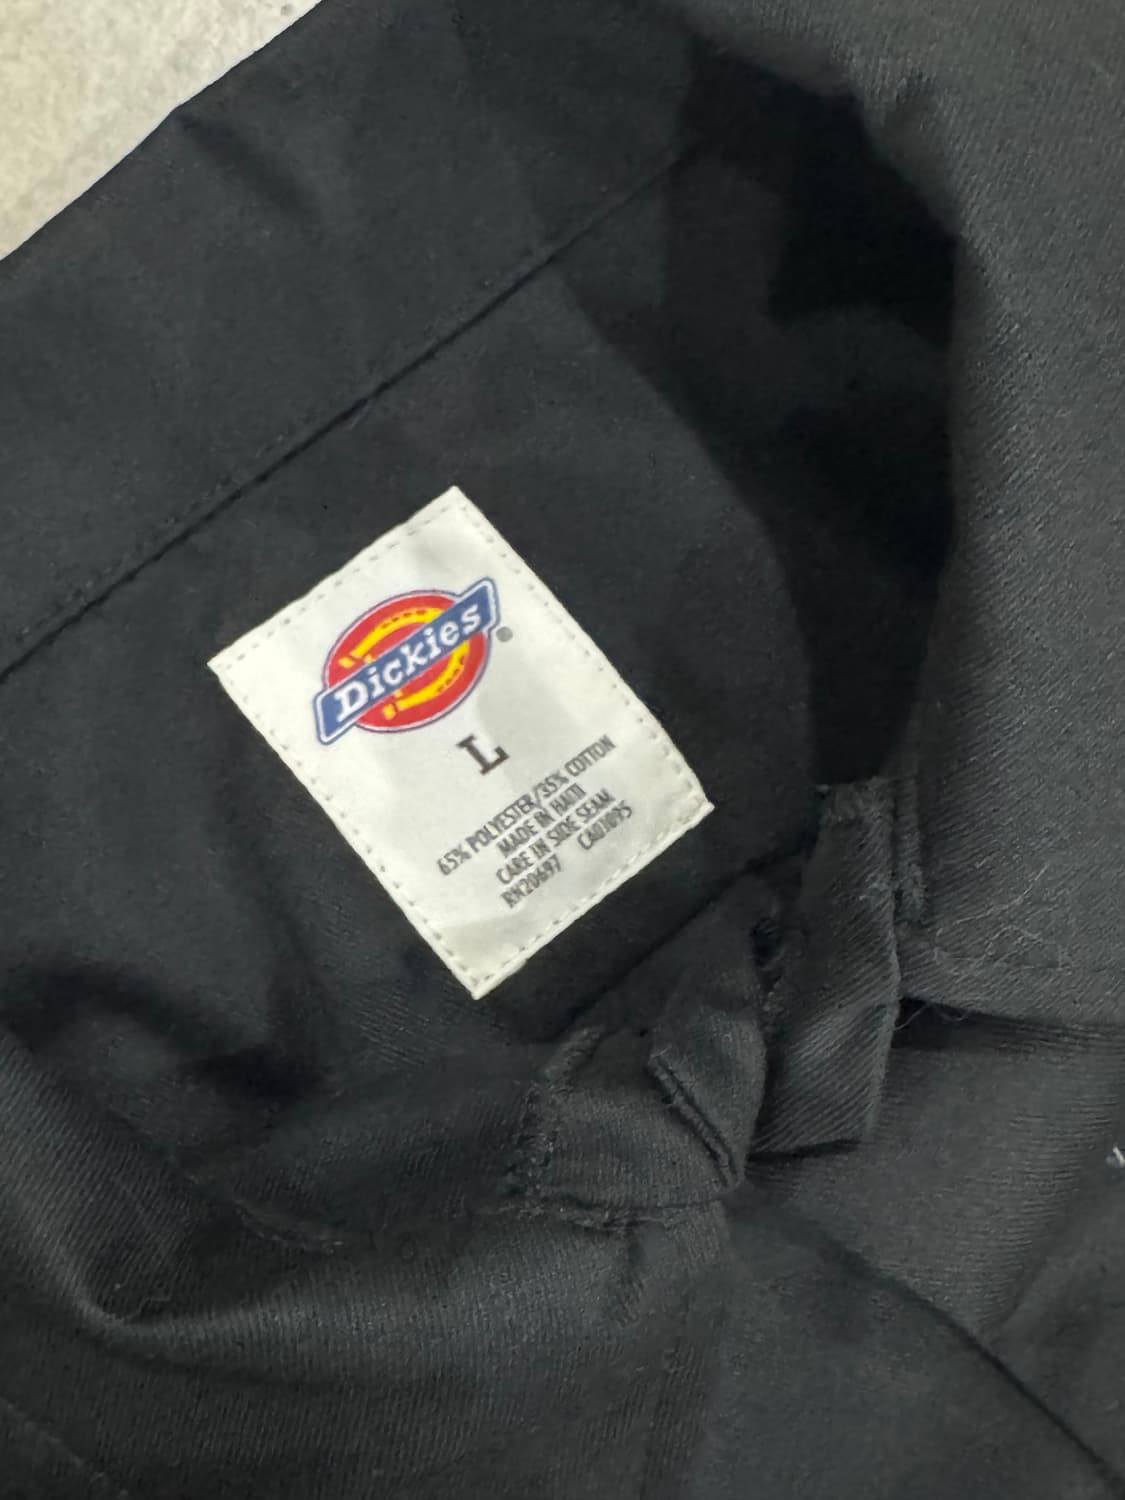 Dickies
L
65% POLYESTER/35% COTTON
MADE IN HAITI
CARE IN SIDE SEAM
RN20697 CA03095